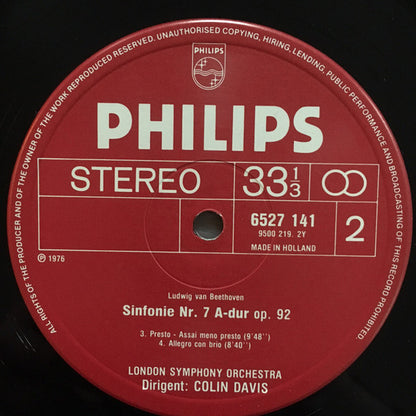 ALL RIGHTS OF THE PRODUCER AND OF THE OWNER OF THE WORK REPRODUCED RESERVED. UNAUTHORISED COPYING, HIRING, LENDING, PUBLIC PERFORMANCE AND BROADCASTING OF THIS RECORD PROHIBITED
PHILIPS
PHILIPS
STEREO 33 1/3
6527 141
9500 219. 2Y
MADE IN HOLLAND
2
℗ 1976
Ludwig van Beethoven
Sinfonie Nr. 7 A-dur op. 92
3. Presto - Assai meno presto (9'48'')
4. Allegro con brio (8'40'')
LONDON SYMPHONY ORCHESTRA
Dirigent: COLIN DAVIS